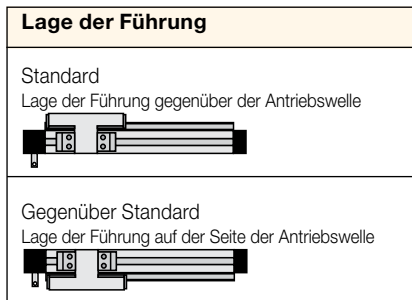 Lage der Führung
Standard
Lage der Führung gegenüber der Antriebswelle
Gegenüber Standard
Lage der Führung auf der Seite der Antriebswelle